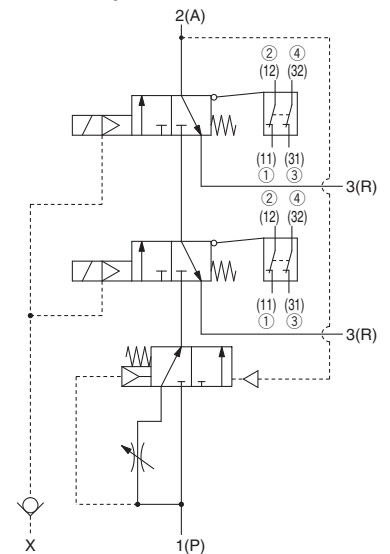 2(A)
② ④
(12) (32)
(11) (31)
① ③
3(R)
② ④
(12) (32)
(11) (31)
① ③
3(R)
X
1(P)